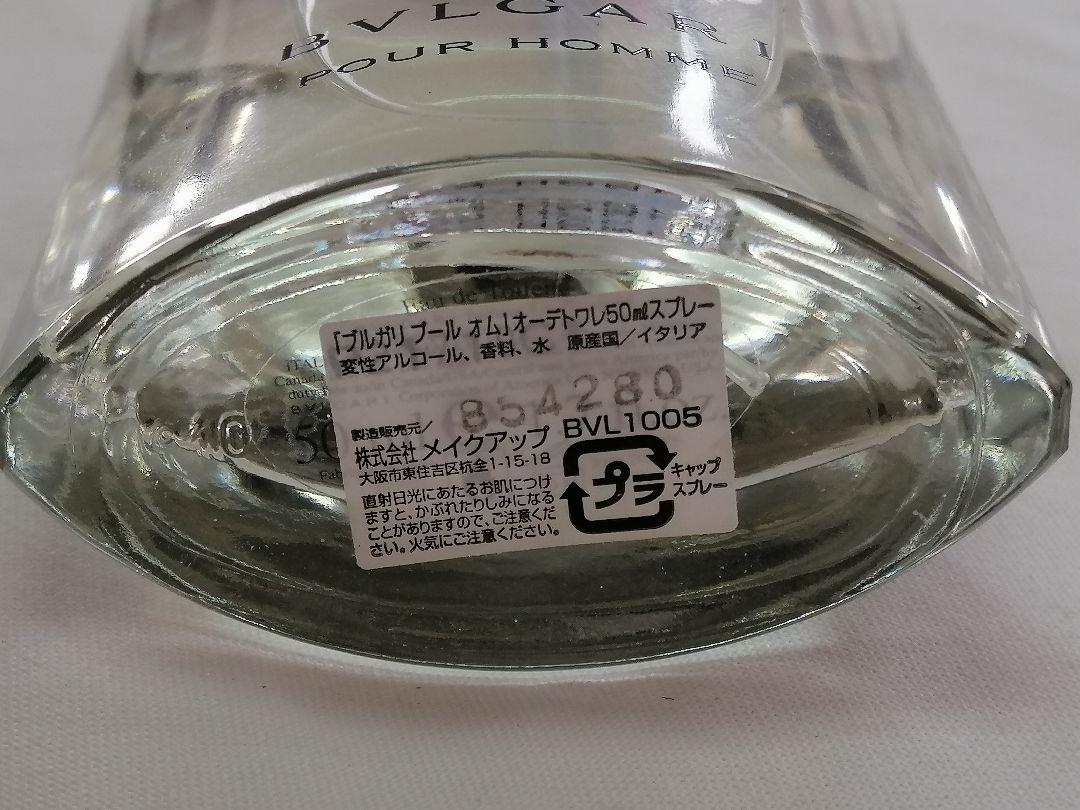 BVLGARI
POUR HOMME
Eau de Toilette
「ブルガリ プール オム」オーデトワレ50mlスプレー
変性アルコール、香料、水 原産国／イタリア
854280
製造販売元／
株式会社 メイクアップ BVL1005
大阪市東住吉区杭全1-15-18
直射日光にあたるお肌につけ
ますと、かぶれたりしみになる
ことがありますので、ご注意くだ
さい。火気にご注意ください。
プラ
キャップ
スプレー